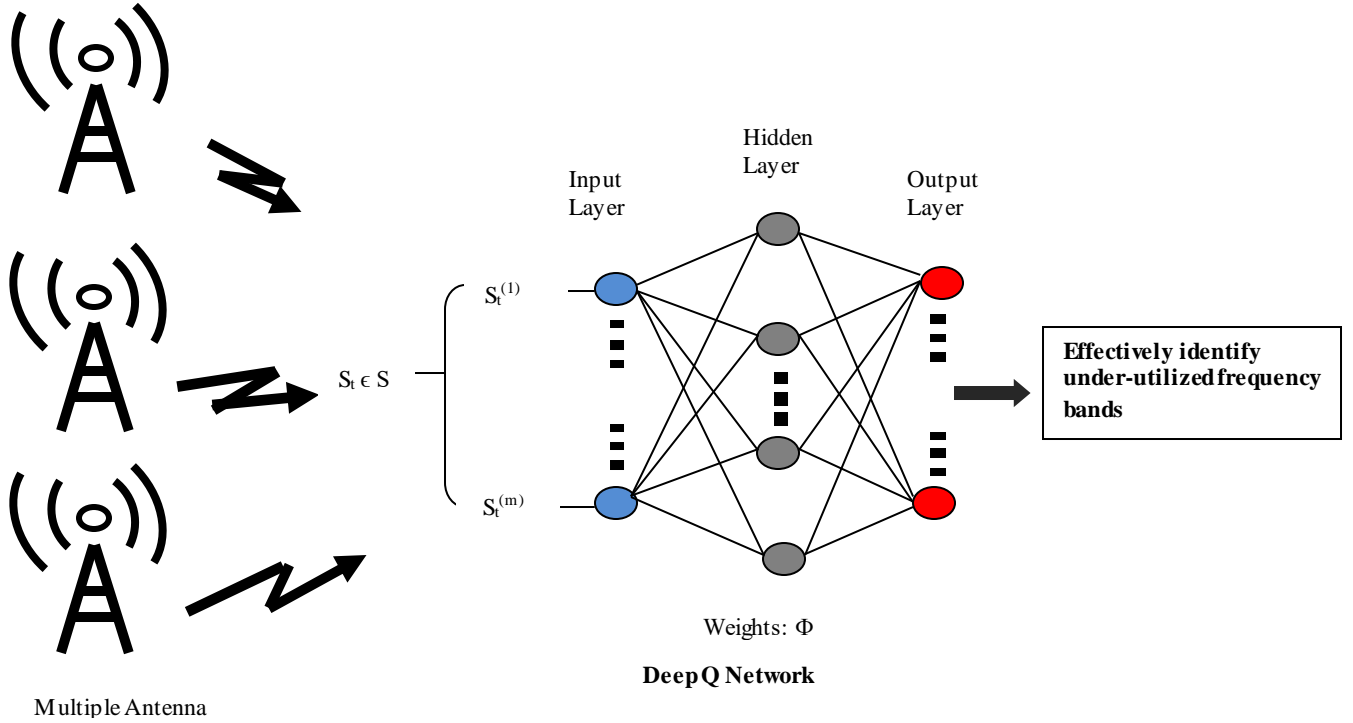 Hidden
Layer
Input
Layer
Output
Layer
Sₜ⁽¹⁾
Sₜ ϵ S
Sₜ⁽ᵐ⁾
Effectively identify
under-utilized frequency
bands
Weights: Φ
Deep Q Network
Multiple Antenna